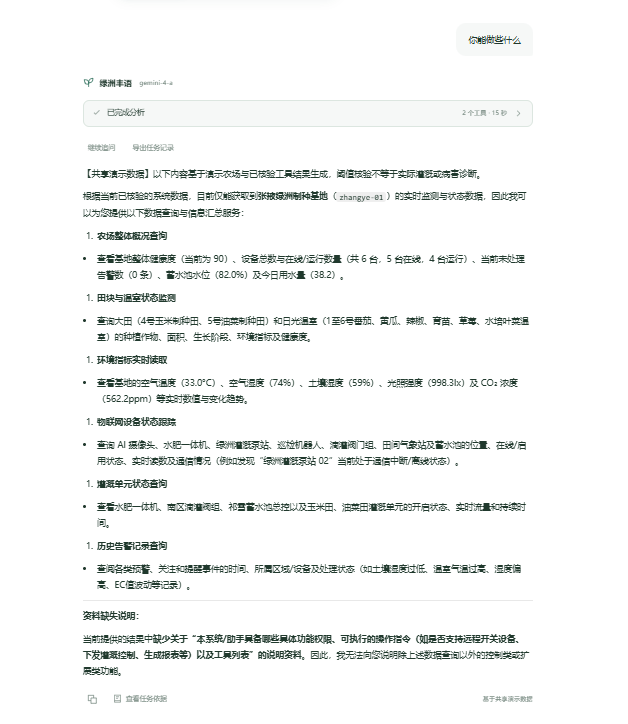 你能做些什么
绿洲丰语 gemini-4-a
已完成分析 2 个工具 · 15 秒
继续追问 导出任务记录
【共享演示数据】以下内容基于演示农场与已核验工具结果生成，阈值核验不等于实际灌溉或病害诊断。
根据当前已核验的系统数据，目前仅能获取到张掖绿洲制种基地（zhangye-01）的实时监测与状态数据，因此我可
以为您提供以下数据查询与信息汇总服务：
1. 农场整体概况查询
• 查看基地整体健康度（当前为 90）、设备总数与在线/运行数量（共 6 台，5 台在线，4 台运行）、当前未处理
告警数（0 条）、蓄水池水位（82.0%）及今日用水量（38.2）。
1. 田块与温室状态监测
• 查询大田（4号玉米制种田、5号油菜制种田）和日光温室（1至6号番茄、黄瓜、辣椒、育苗、草莓、水培叶菜温
室）的种植作物、面积、生长阶段、环境指标及健康度。
1. 环境指标实时读取
• 查看基地的空气温度（33.0°C）、空气湿度（74%）、土壤湿度（59%）、光照强度（998.3lx）及 CO₂ 浓度
（562.2ppm）等实时数值与变化趋势。
1. 物联网设备状态跟踪
• 查询 AI 摄像头、水肥一体机、绿洲灌溉泵站、巡检机器人、滴灌阀门组、田间气象站及蓄水池的位置、在线/启
用状态、实时读数及通信情况（例如发现“绿洲灌溉泵站 02”当前处于通信中断/离线状态）。
1. 灌溉单元状态查询
• 查看水肥一体机、南区滴灌阀组、祁雪蓄水池总控以及玉米田、油菜田灌溉单元的开启状态、实时流量和持续时
间。
1. 历史告警记录查询
• 查阅各类预警、关注和提醒事件的时间、所属区域/设备及处理状态（如土壤湿度过低、温室气温过高、湿度偏
高、EC值波动等记录）。
资料缺失说明：
当前提供的结果中缺少关于“本系统/助手具备哪些具体功能权限、可执行的操作指令（如是否支持远程开关设备、
下发灌溉控制、生成报表等）以及工具列表”的说明资料。因此，我无法向您说明除上述数据查询以外的控制类或扩
展类功能。
查看任务依据 基于共享演示数据